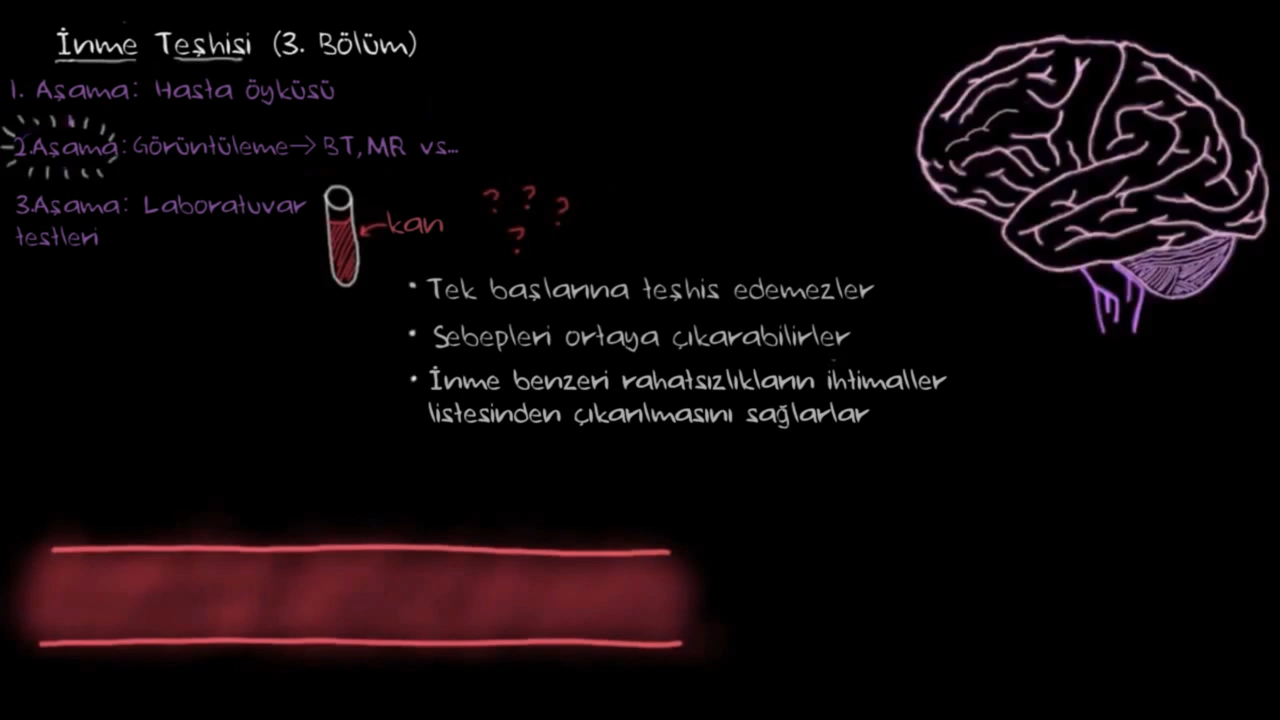 İnme Teşhisi (3. Bölüm)
1. Aşama: Hasta öyküsü
2.Aşama: Görüntüleme→ BT, MR vs...
3.Aşama: Laboratuvar
testleri
kan
? ? ?
?
• Tek başlarına teşhis edemezler
• Sebepleri ortaya çıkarabilirler
• İnme benzeri rahatsızlıkların ihtimaller
listesinden çıkarılmasını sağlarlar